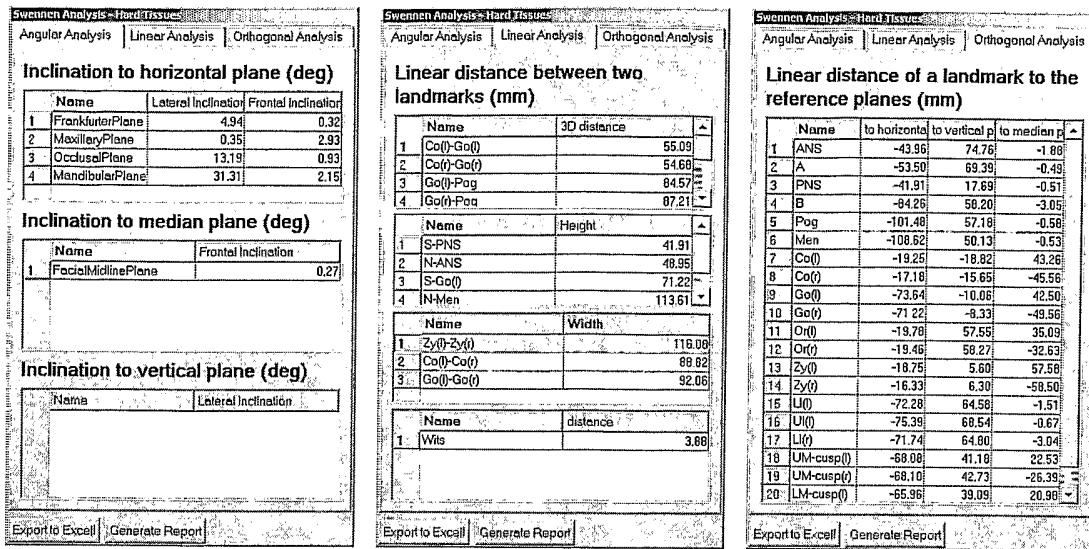 Swennen Analysis - Hard Tissues
Angular Analysis Linear Analysis Orthogonal Analysis
Inclination to horizontal plane (deg)
Name Lateral Inclination Frontal Inclination
1 FrankfurterPlane 4.94 0.32
2 MaxillaryPlane 0.35 2.93
3 OcclusalPlane 13.19 0.93
4 MandibularPlane 31.31 2.15
Inclination to median plane (deg)
Name Frontal Inclination
1 FacialMidlinePlane 0.27
Inclination to vertical plane (deg)
Name Lateral Inclination
Export to Excell Generate Report
Swennen Analysis - Hard Tissues
Angular Analysis Linear Analysis Orthogonal Analysis
Linear distance between two
landmarks (mm)
Name 3D distance
1 Co(l)-Go(l) 55.09
2 Co(r)-Go(r) 54.68
3 Go(l)-Pog 84.57
4 Go(r)-Pog 87.21
Name Height
1 S-PNS 41.91
2 N-ANS 48.95
3 S-Go(l) 71.22
4 N-Men 113.61
Name Width
1 Zy(l)-Zy(r) 116.08
2 Co(l)-Co(r) 88.82
3 Go(l)-Go(r) 92.06
Name distance
1 Wits 3.88
Export to Excell Generate Report
Swennen Analysis - Hard Tissues
Angular Analysis Linear Analysis Orthogonal Analysis
Linear distance of a landmark to the
reference planes (mm)
Name to horizonta to vertical p to median p
1 ANS -43.96 74.76 -1.88
2 A -53.50 69.39 -0.49
3 PNS -41.91 17.69 -0.51
4 B -84.26 58.20 -3.05
5 Pog -101.48 57.18 -0.58
6 Men -108.62 50.13 -0.53
7 Co(l) -19.25 -18.82 43.26
8 Co(r) -17.18 -15.65 -45.56
9 Go(l) -73.64 -10.06 42.50
10 Go(r) -71.22 -8.33 -49.56
11 Or(l) -19.78 57.55 35.09
12 Or(r) -19.46 58.27 -32.63
13 Zy(l) -18.75 5.60 57.58
14 Zy(r) -16.33 6.30 -58.50
15 -72.28 64.58 -1.51
16 UI(l) -75.39 68.54 -0.67
17 LI(r) -71.74 64.80 -3.04
18 UM-cusp(l) -68.08 41.18 22.53
19 UM-cusp(r) -68.10 42.73 -26.39
20 LM-cusp(l) -65.96 39.09 20.98
Export to Excell Generate Report